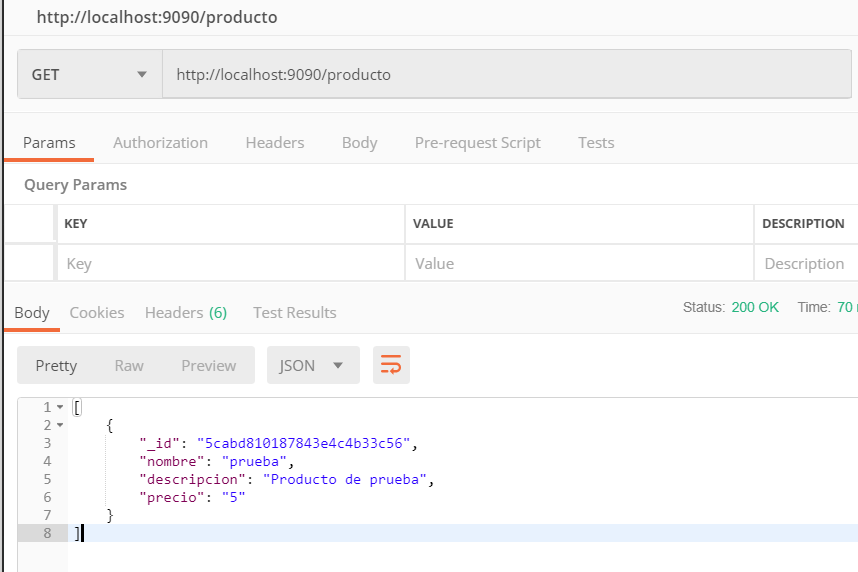 http://localhost:9090/producto
GET http://localhost:9090/producto
Params Authorization Headers Body Pre-request Script Tests
Query Params
KEY VALUE DESCRIPTION
Key Value Description
Body Cookies Headers (6) Test Results Status: 200 OK Time: 70
Pretty Raw Preview JSON
1 [
2 {
3 "_id": "5cabd810187843e4c4b33c56",
4 "nombre": "prueba",
5 "descripcion": "Producto de prueba",
6 "precio": "5"
7 }
8 ]